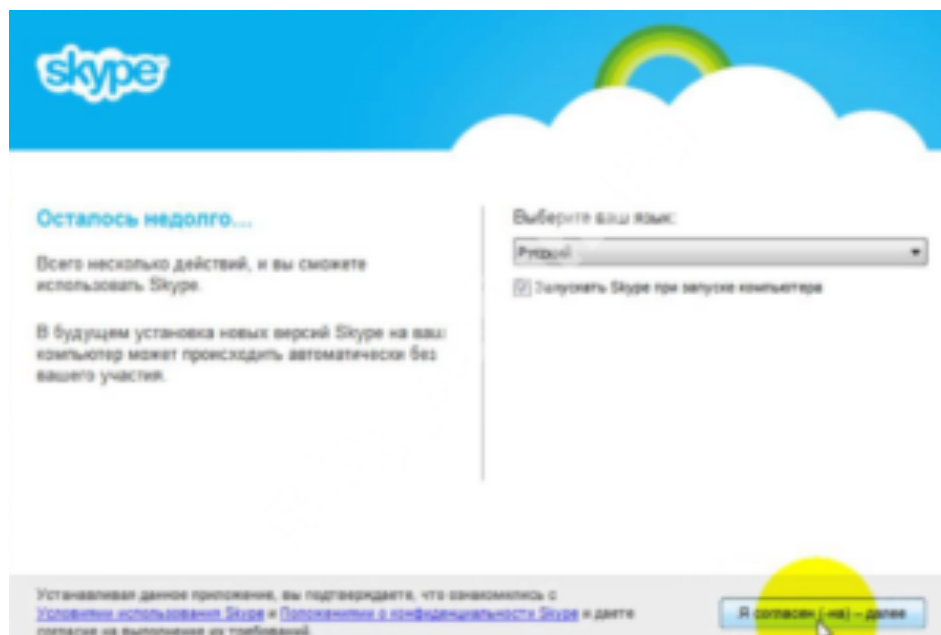 skype
Осталось недолго...
Всего несколько действий, и вы сможете
использовать Skype.
В будущем установка новых версий Skype на ваш
компьютер может происходить автоматически без
вашего участия.
Выберите ваш язык:
Русский
Запускать Skype при запуске компьютера
Устанавливая данное приложение, вы подтверждаете, что ознакомились с
Условиями использования Skype и Положениями о конфиденциальности Skype и даете
согласие на выполнение их требований.
Я согласен (-на) – далее